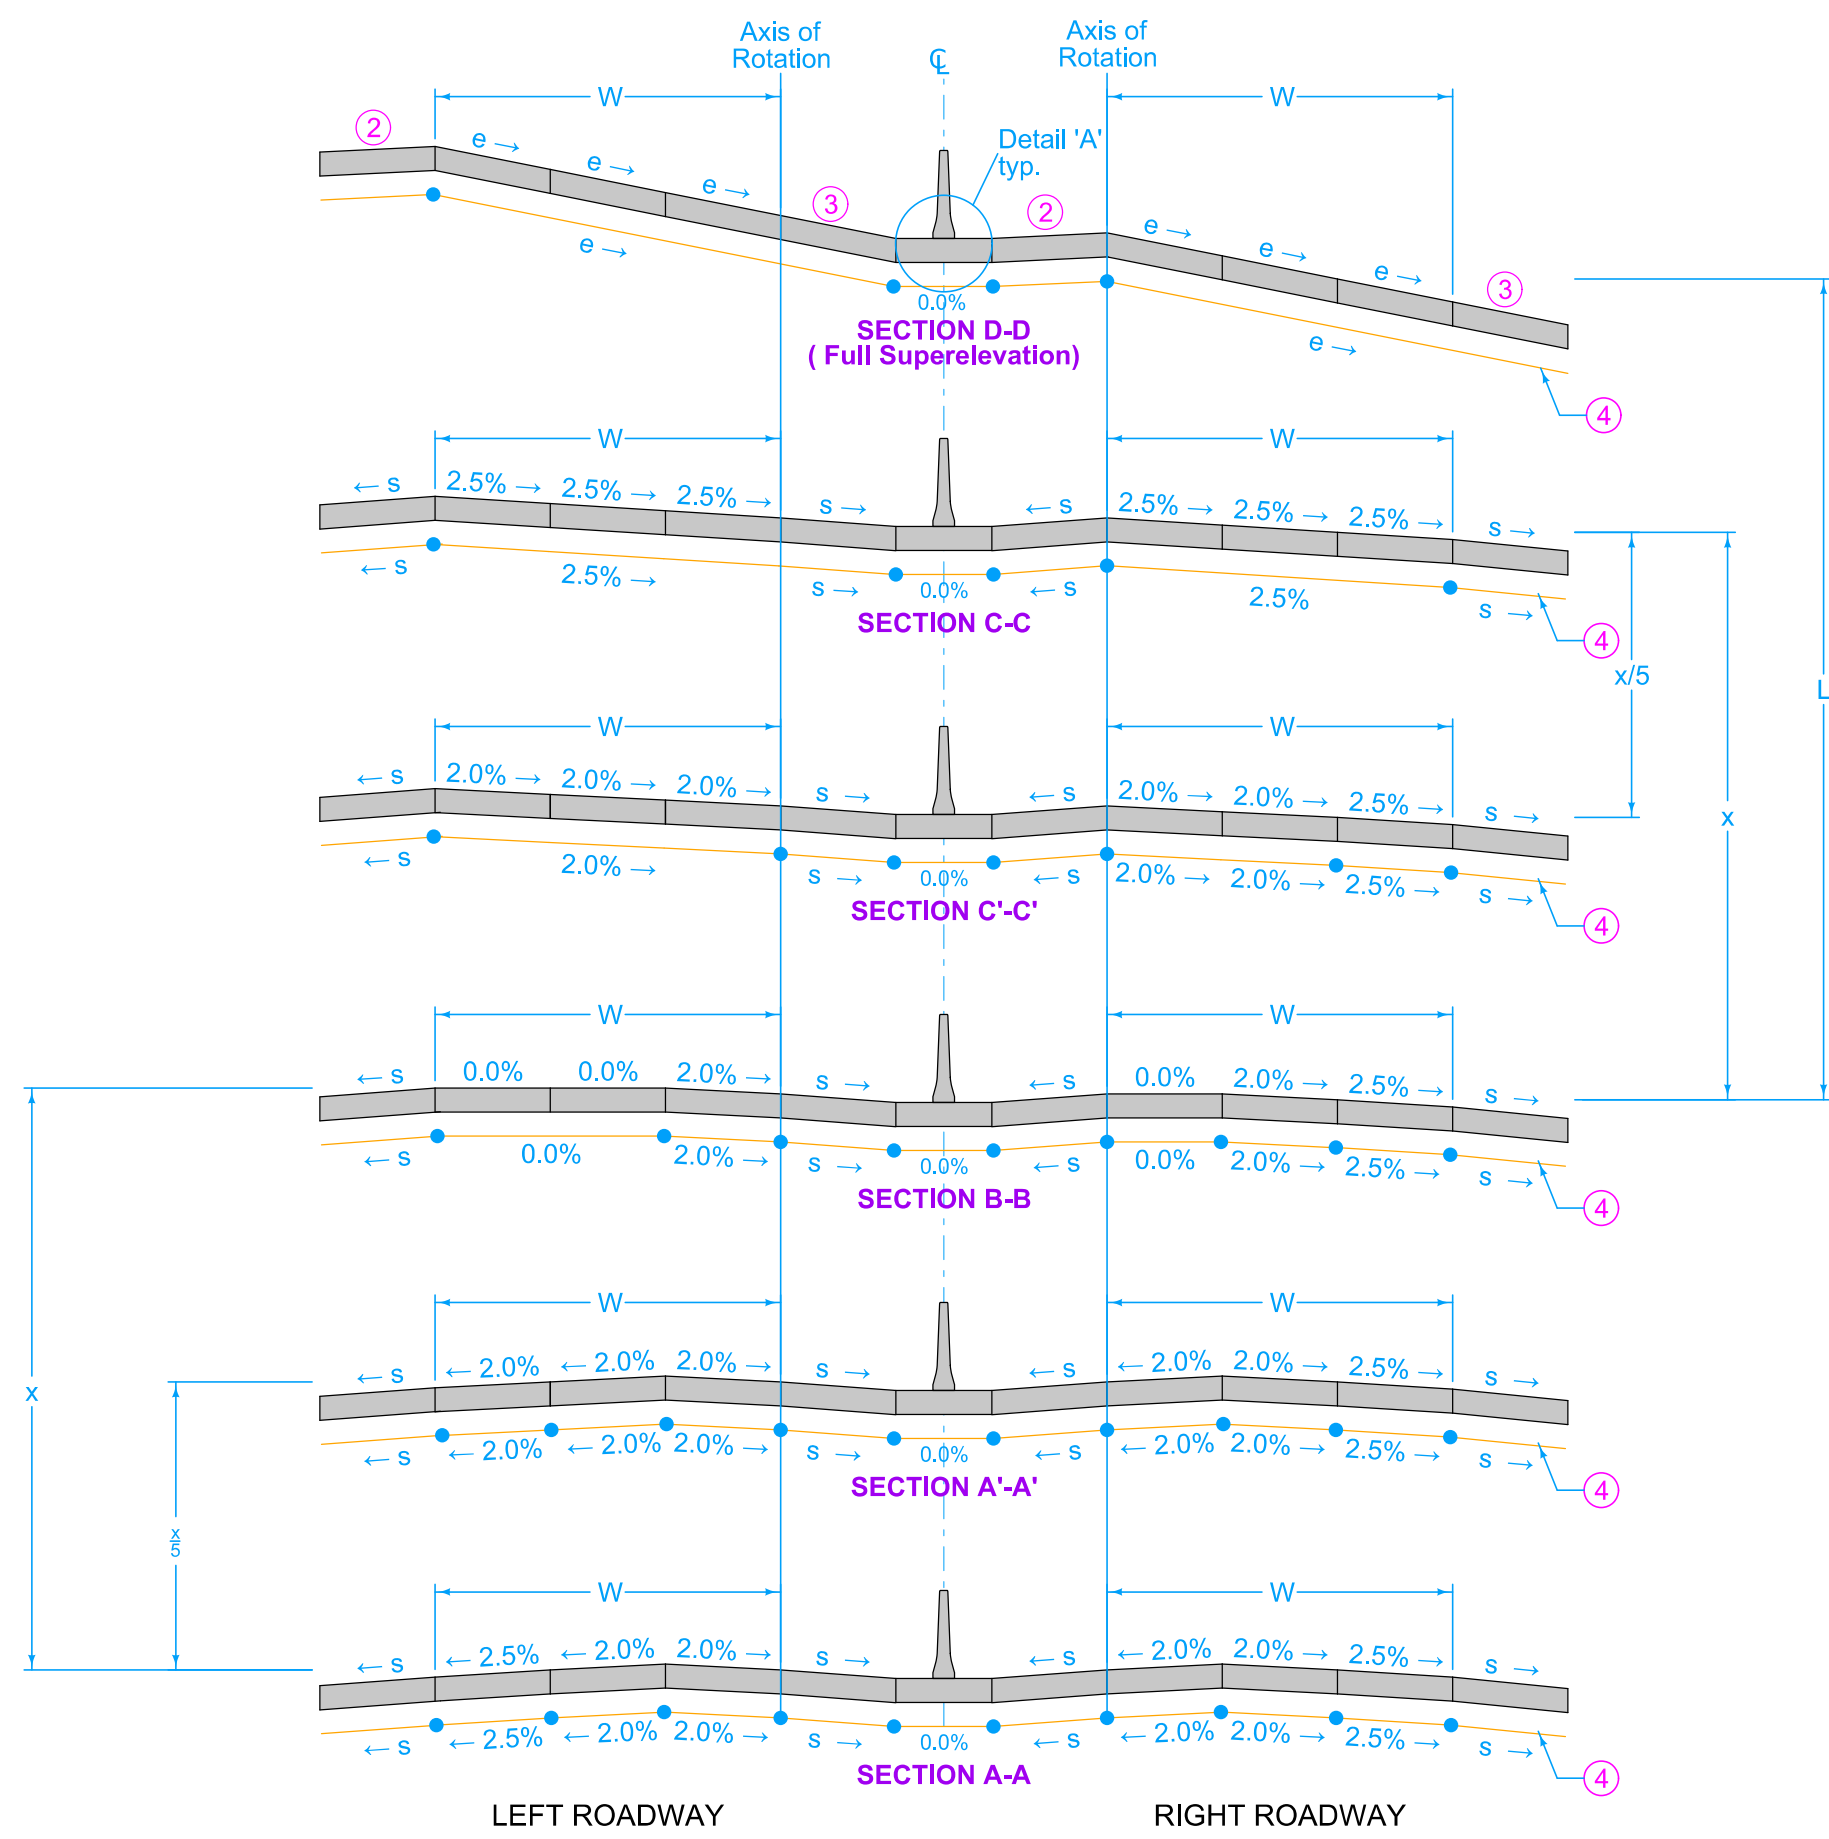 Axis of
Rotation
℄
Axis of
Rotation
W
W
② e → e → e → ③
Detail 'A'
typ.
② e → e → e → ③
e →
0.0%
e →
SECTION D-D
( Full Superelevation)
④
W
W
← s 2.5% → 2.5% → 2.5% → s → ← s 2.5% → 2.5% → 2.5% → s →
← s 2.5% → s → 0.0% ← s 2.5% s →
SECTION C-C
④
x/5
L
W
W
← s 2.0% → 2.0% → 2.0% → s → ← s 2.0% → 2.0% → 2.5% → s →
x
← s 2.0% → s → 0.0% ← s 2.0% → 2.0% → 2.5% → s →
SECTION C'-C'
④
W
W
← s 0.0% 0.0% 2.0% → s → ← s 0.0% 2.0% → 2.5% → s →
← s 0.0% 2.0% → s → 0.0% ← s 0.0% 2.0% → 2.5% → s →
SECTION B-B
④
W
W
← s ← 2.0% ← 2.0% 2.0% → s → ← s ← 2.0% 2.0% → 2.5% → s →
x
← s ← 2.0% ← 2.0% 2.0% → s → 0.0% ← s ← 2.0% 2.0% → 2.5% → s →
SECTION A'-A'
④
x
5
W
W
← s ← 2.5% ← 2.0% 2.0% → s → ← s ← 2.0% 2.0% → 2.5% → s →
← s ← 2.5% ← 2.0% 2.0% → s → 0.0% ← s ← 2.0% 2.0% → 2.5% → s →
SECTION A-A
④
LEFT ROADWAY
RIGHT ROADWAY